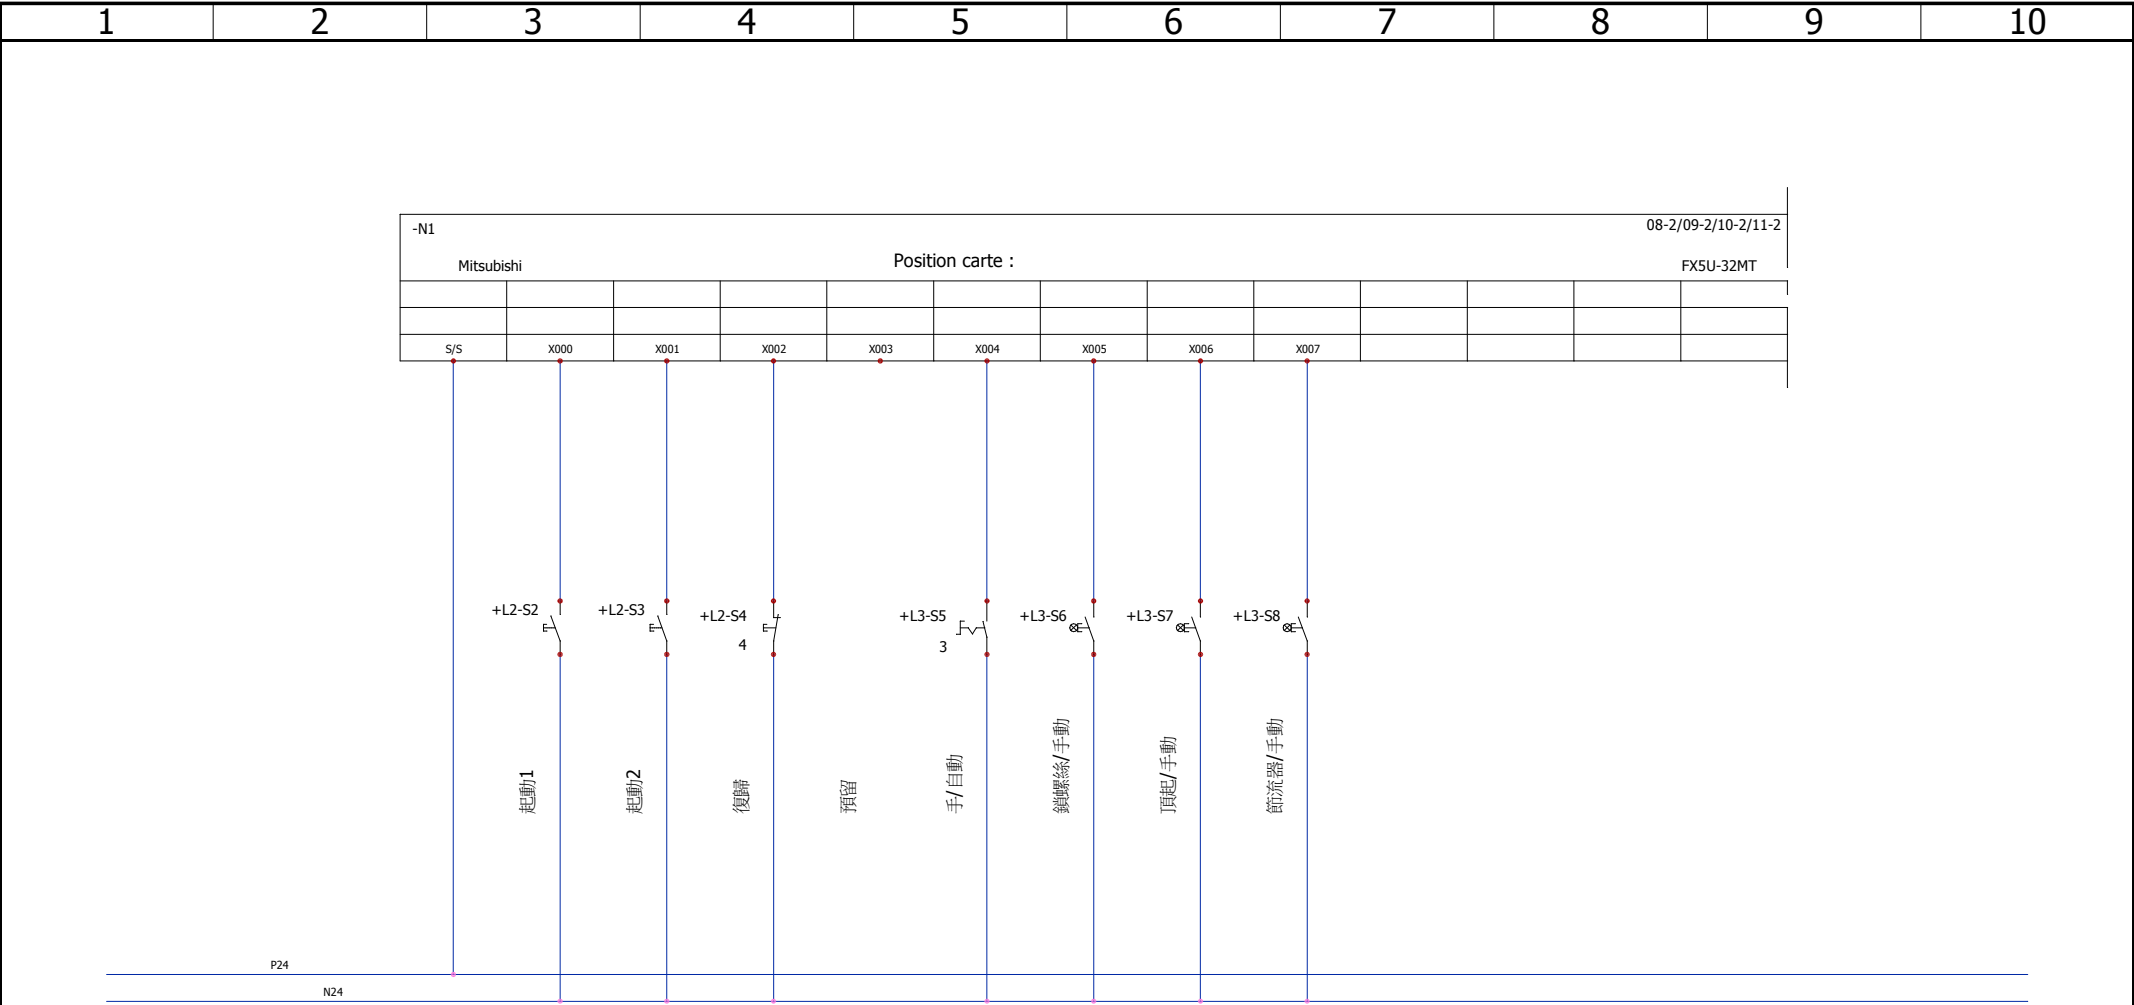 1 2 3 4 5 6 7 8 9 10
-N1 08-2/09-2/10-2/11-2
Mitsubishi Position carte : FX5U-32MT
S/S X000 X001 X002 X003 X004 X005 X006 X007
+L2-S2 +L2-S3 +L2-S4 +L3-S5 +L3-S6 +L3-S7 +L3-S8
4 3
起動1
起動2
復歸
預留
手/自動
鎖螺絲/手動
頂起/手動
節流器/手動
P24
N24